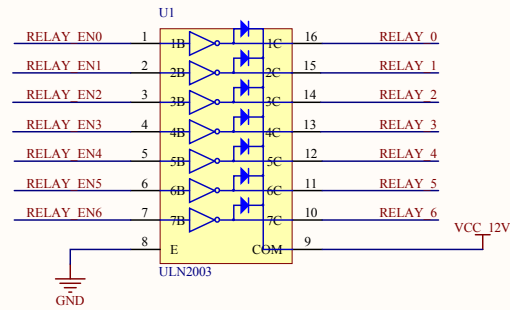 U1
RELAY_EN0 1 1B 1C 16 RELAY_0
RELAY_EN1 2 2B 2C 15 RELAY_1
RELAY_EN2 3 3B 3C 14 RELAY_2
RELAY_EN3 4 4B 4C 13 RELAY_3
RELAY_EN4 5 5B 5C 12 RELAY_4
RELAY_EN5 6 6B 6C 11 RELAY_5
RELAY_EN6 7 7B 7C 10 RELAY_6
VCC_12V
8 E COM 9
ULN2003
GND